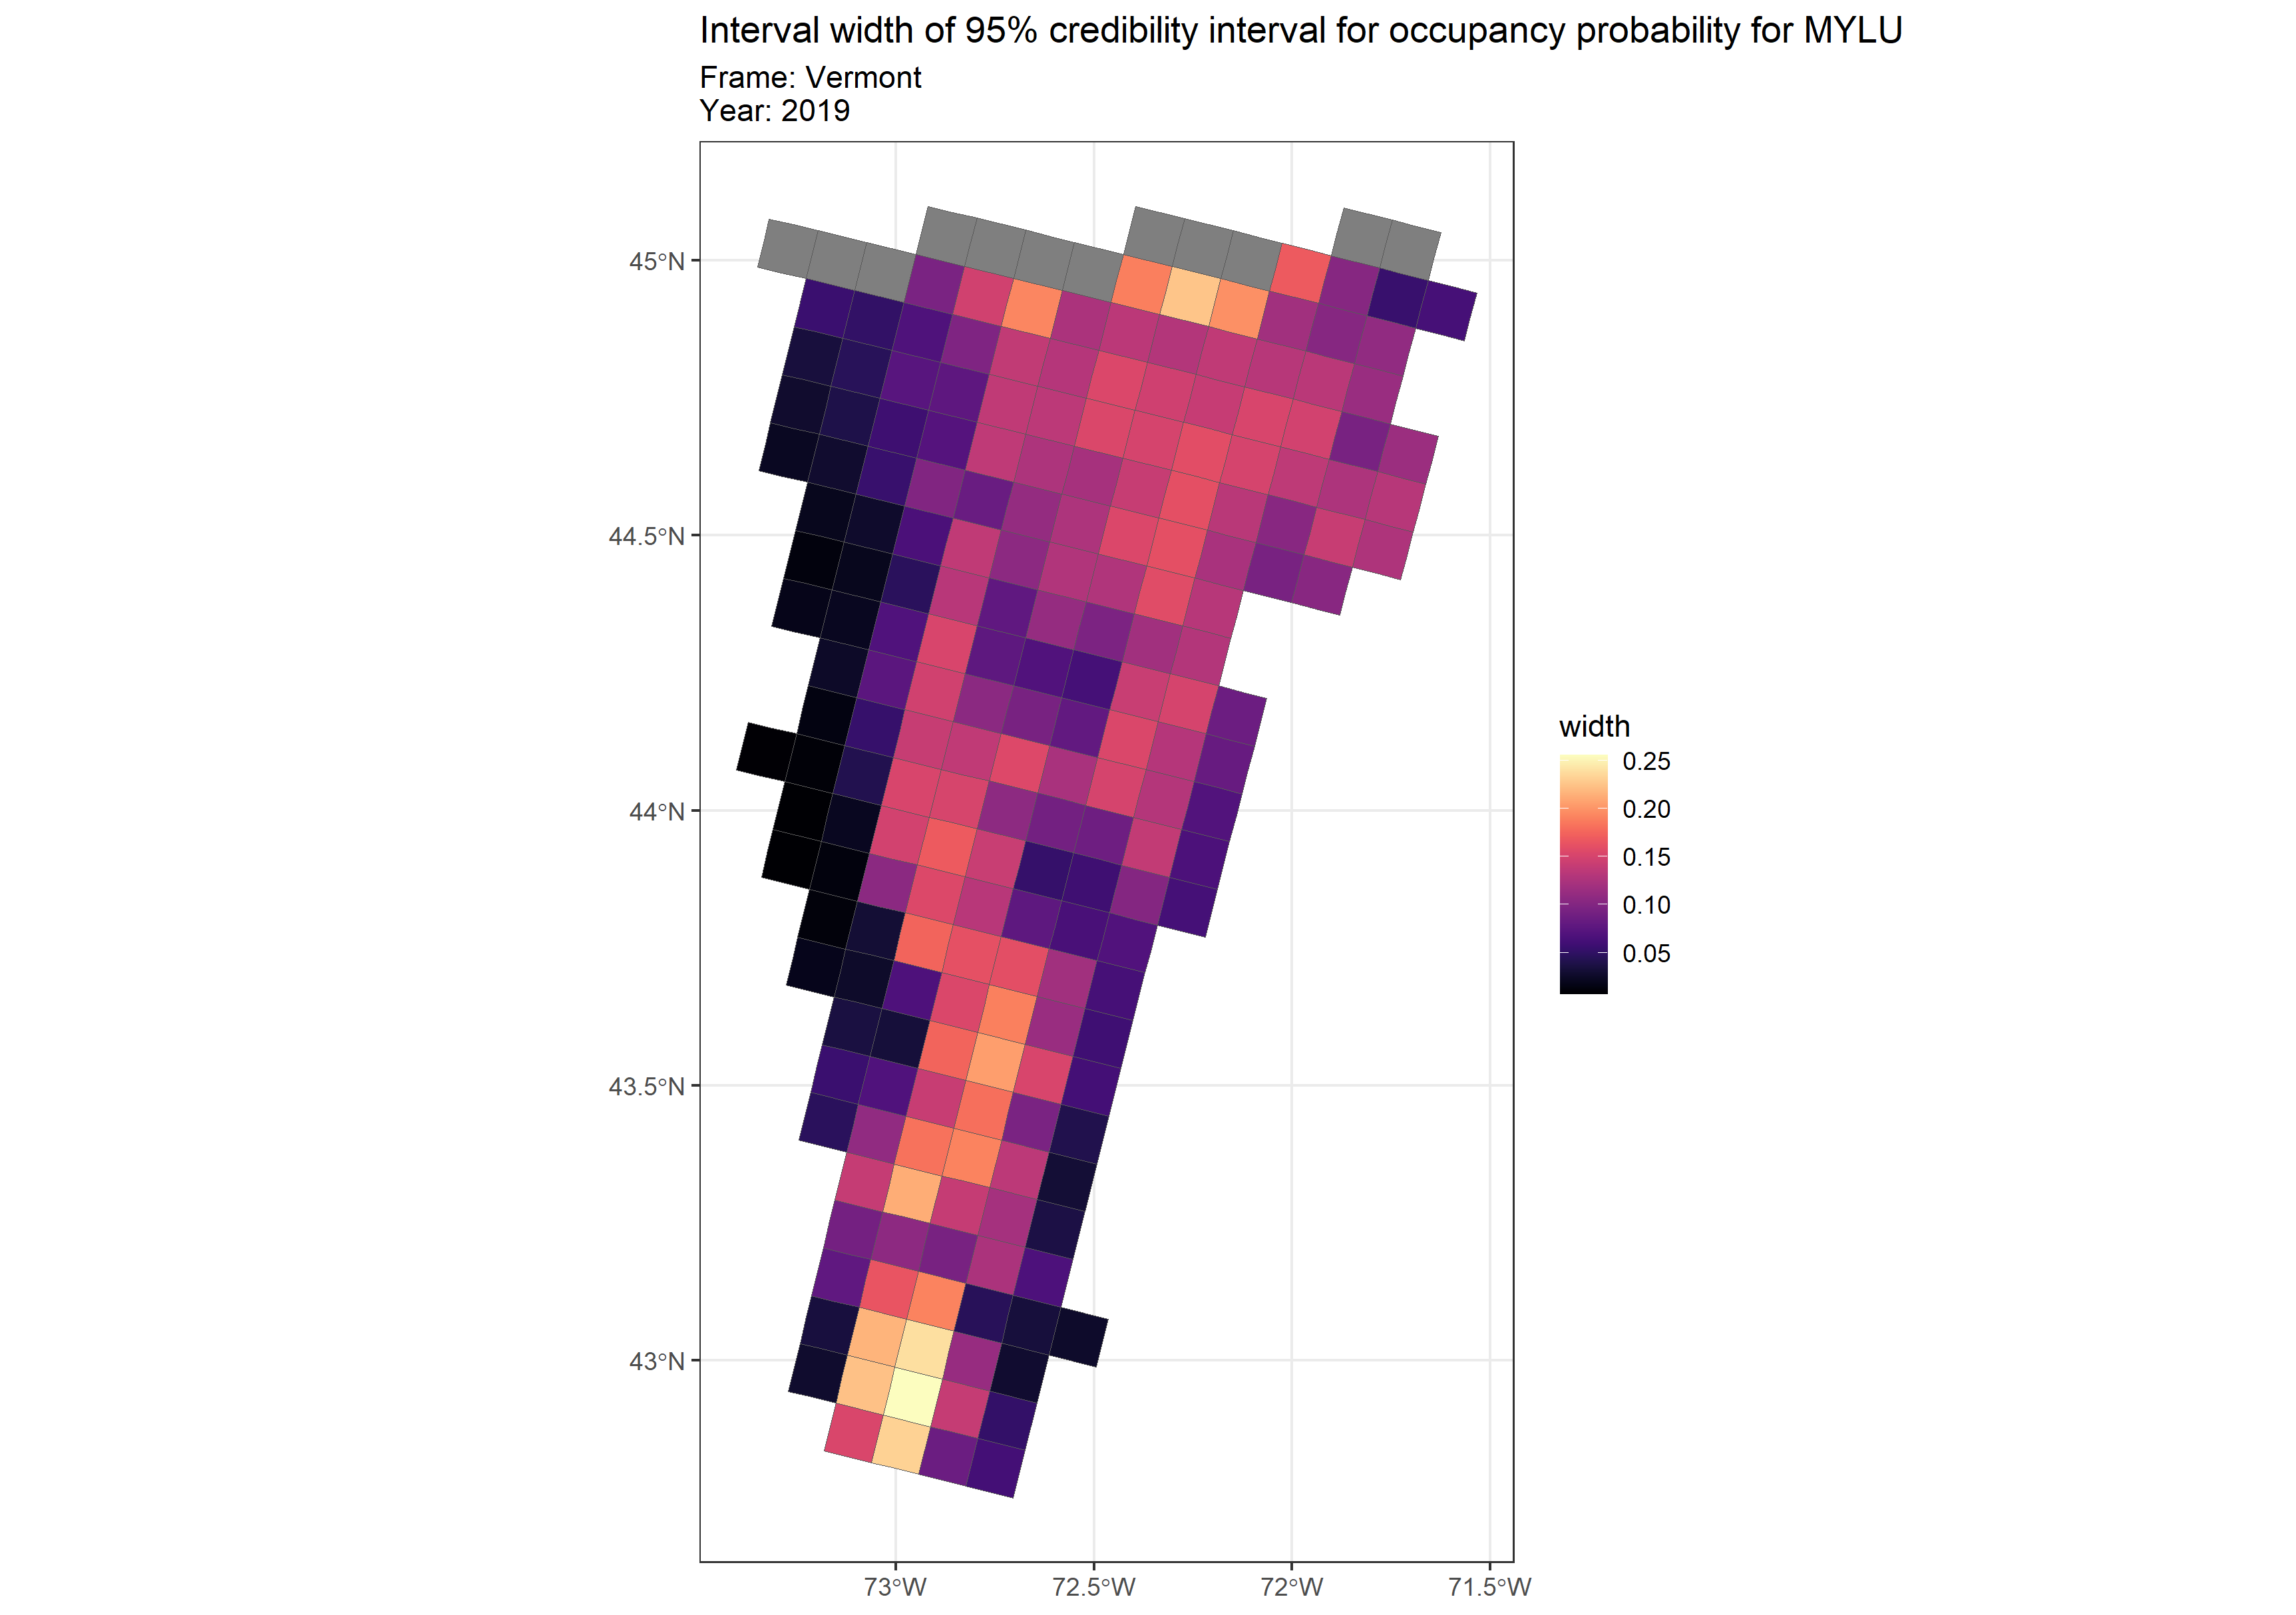 Interval width of 95% credibility interval for occupancy probability for MYLU
Frame: Vermont
Year: 2019
45°N
44.5°N
44°N
43.5°N
43°N
73°W
72.5°W
72°W
71.5°W
width
0.25
0.20
0.15
0.10
0.05